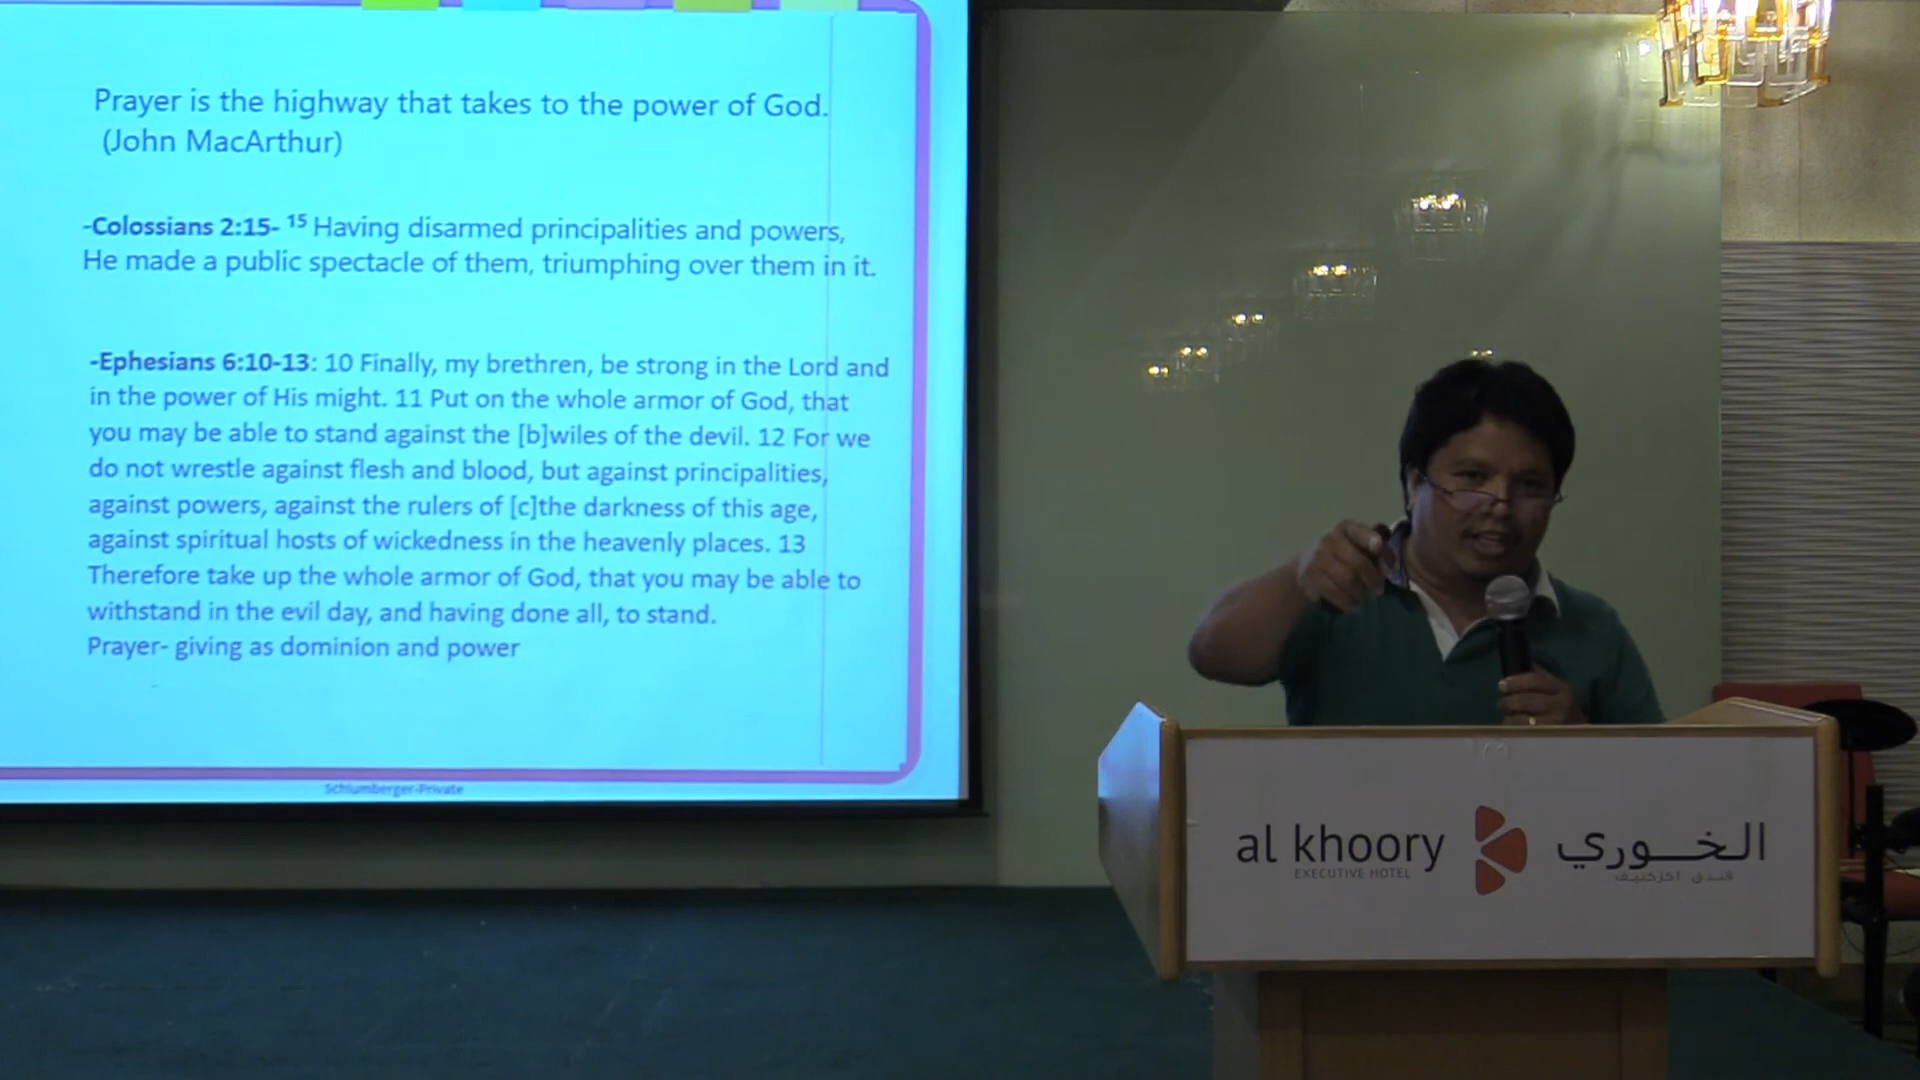 Prayer is the highway that takes to the power of God.
(John MacArthur)
-Colossians 2:15- 15 Having disarmed principalities and powers,
He made a public spectacle of them, triumphing over them in it.
-Ephesians 6:10-13: 10 Finally, my brethren, be strong in the Lord and
in the power of His might. 11 Put on the whole armor of God, that
you may be able to stand against the [b]wiles of the devil. 12 For we
do not wrestle against flesh and blood, but against principalities,
against powers, against the rulers of [c]the darkness of this age,
against spiritual hosts of wickedness in the heavenly places. 13
Therefore take up the whole armor of God, that you may be able to
withstand in the evil day, and having done all, to stand.
Prayer- giving as dominion and power
Schlumberger-Private
al khoory
EXECUTIVE HOTEL
الخوري
فندق اكزكتيف